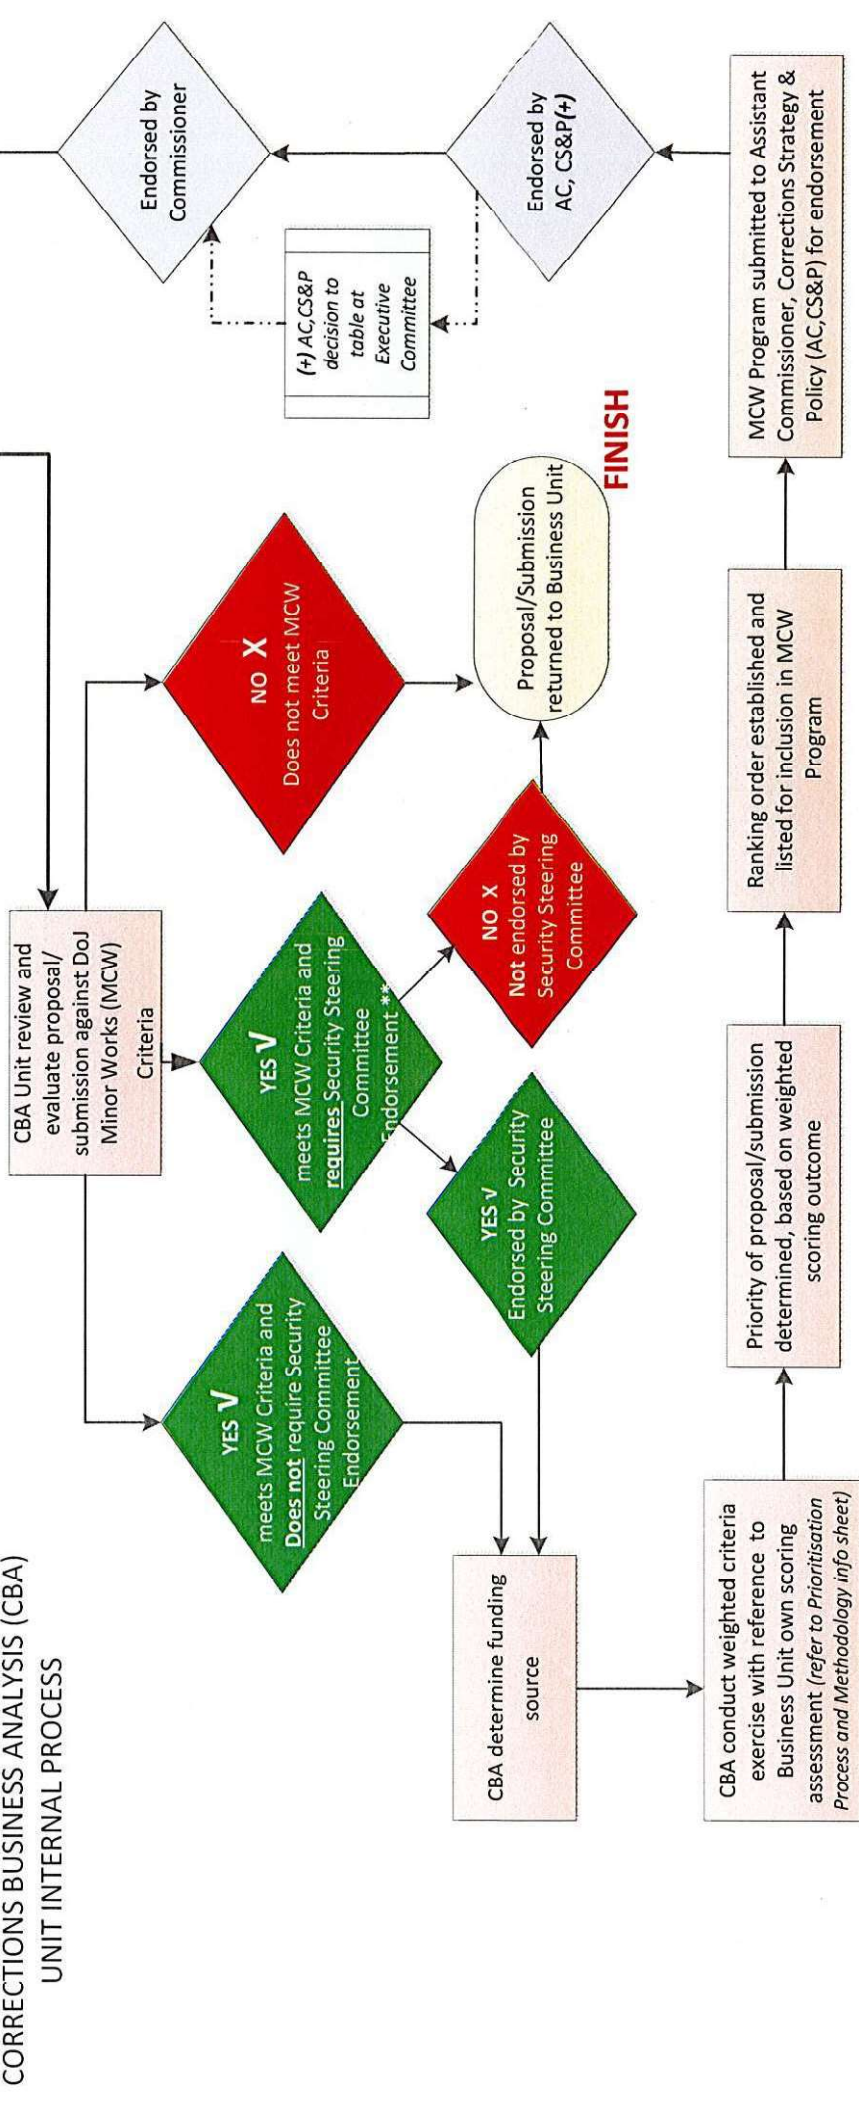 CORRECTIONS BUSINESS ANALYSIS (CBA)
UNIT INTERNAL PROCESS
CBA Unit review and
evaluate proposal/
submission against DoJ
Minor Works (MCW)
Criteria
YES √
meets MCW Criteria and
Does not require Security
Steering Committee
Endorsement
YES √
meets MCW Criteria and
requires Security Steering
Committee
Endorsement **
NO X
Does not meet MCW
Criteria
YES √
Endorsed by Security
Steering Committee
NO X
Not endorsed by
Security Steering
Committee
Proposal/Submission
returned to Business Unit
FINISH
CBA determine funding
source
CBA conduct weighted criteria
exercise with reference to
Business Unit own scoring
assessment (refer to Prioritisation
Process and Methodology info sheet)
Priority of proposal/submission
determined, based on weighted
scoring outcome
Ranking order established and
listed for inclusion in MCW
Program
MCW Program submitted to Assistant
Commissioner, Corrections Strategy &
Policy (AC,CS&P) for endorsement
Endorsed by
AC, CS&P(+)
(+) AC,CS&P
decision to
table at
Executive
Committee
Endorsed by
Commissioner